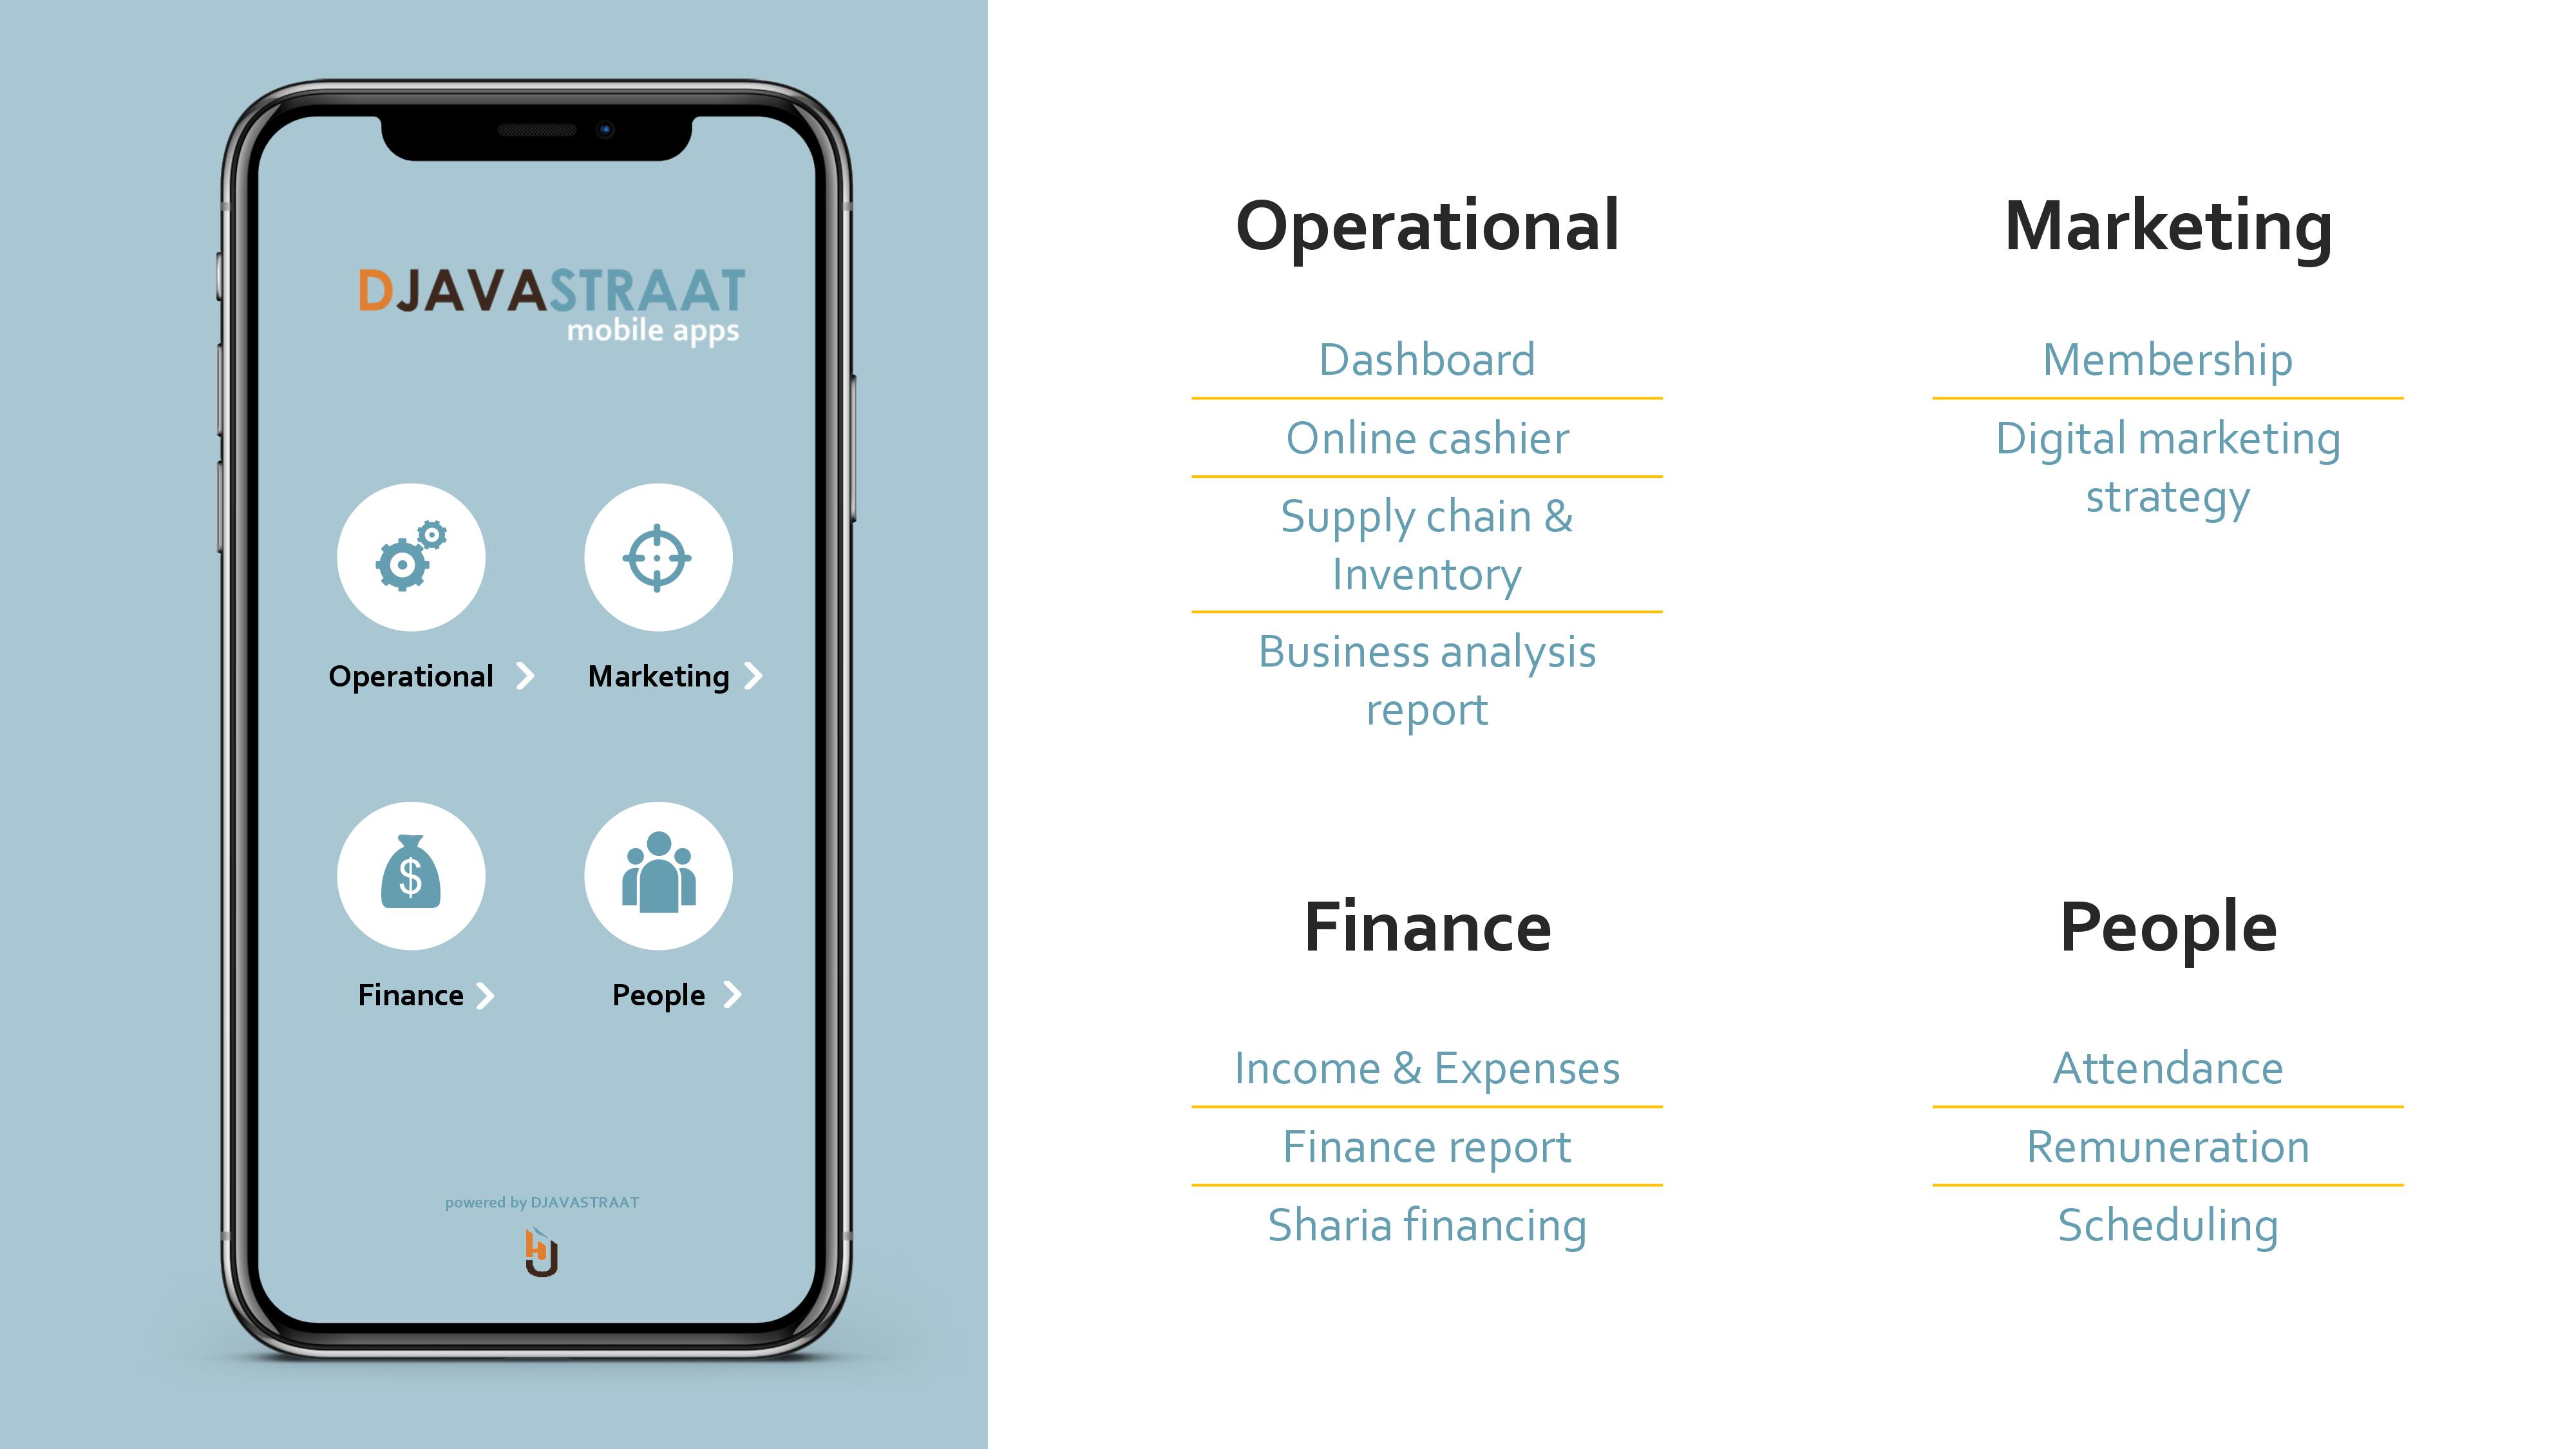 DJAVASTRAAT
mobile apps
Operational
Marketing
$
Finance
People
powered by DJAVASTRAAT
Operational
Dashboard
Online cashier
Supply chain &
Inventory
Business analysis
report
Marketing
Membership
Digital marketing
strategy
Finance
Income & Expenses
Finance report
Sharia financing
People
Attendance
Remuneration
Scheduling